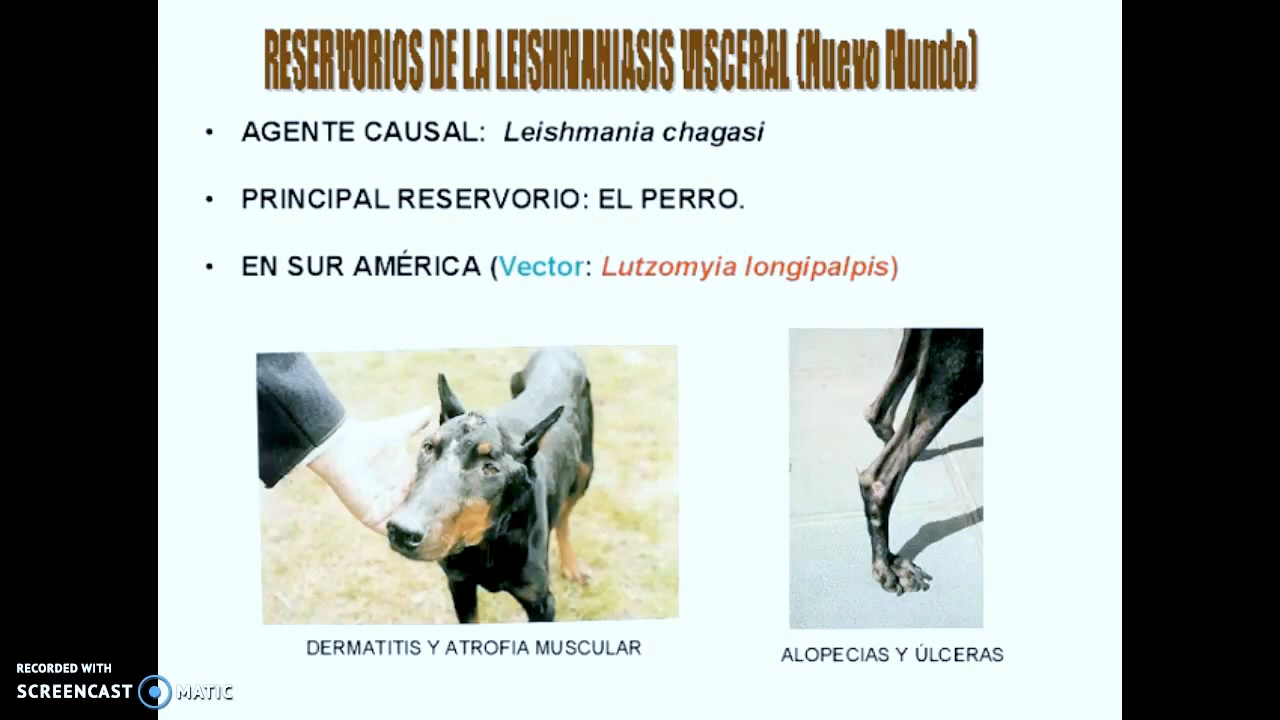 RESERVORIOS DE LA LEISHMANIASIS VISCERAL (Nuevo Mundo)
• AGENTE CAUSAL: Leishmania chagasi
• PRINCIPAL RESERVORIO: EL PERRO.
• EN SUR AMÉRICA (Vector: Lutzomyia longipalpis)
DERMATITIS Y ATROFIA MUSCULAR
ALOPECIAS Y ÚLCERAS
RECORDED WITH
SCREENCAST MATIC